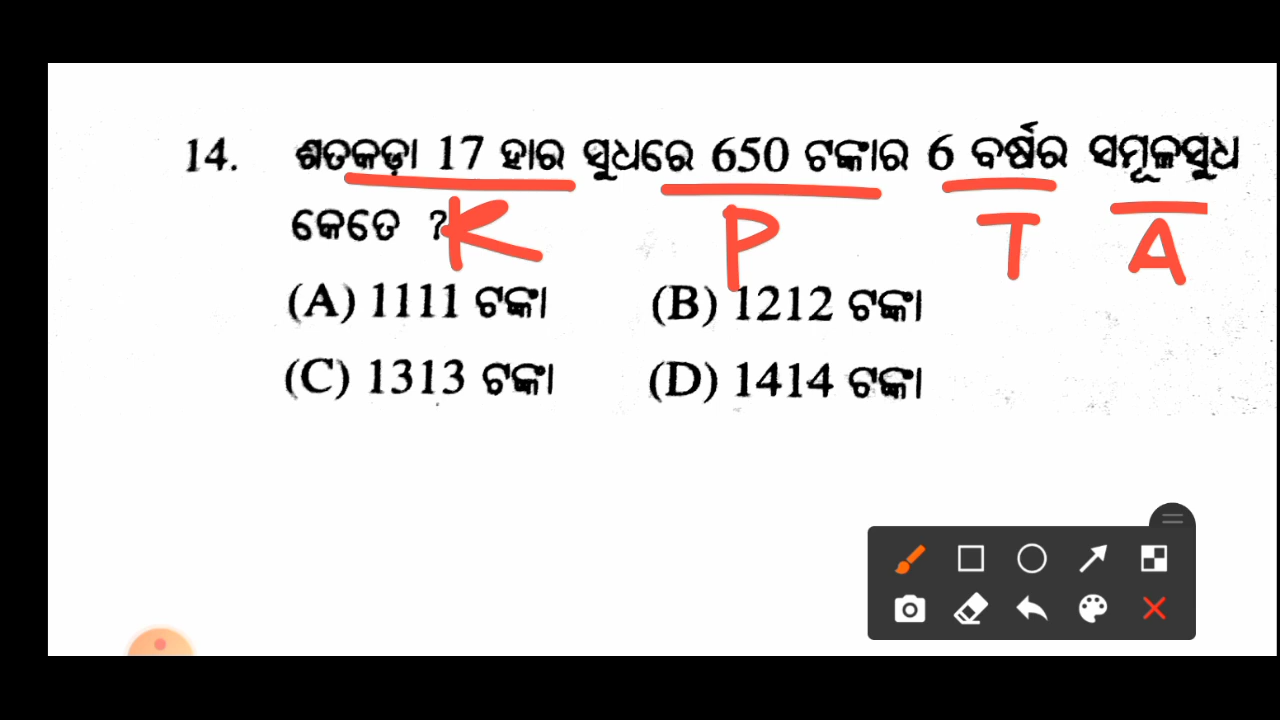 14. ଶତକଡ଼ା 17 ହାର ସୁଧରେ 650 ଟଙ୍କାର 6 ବର୍ଷର ସମୂଳସୁଧ
କେତେ ? K P T A
(A) 1111 ଟଙ୍କା (B) 1212 ଟଙ୍କା
(C) 1313 ଟଙ୍କା (D) 1414 ଟଙ୍କା